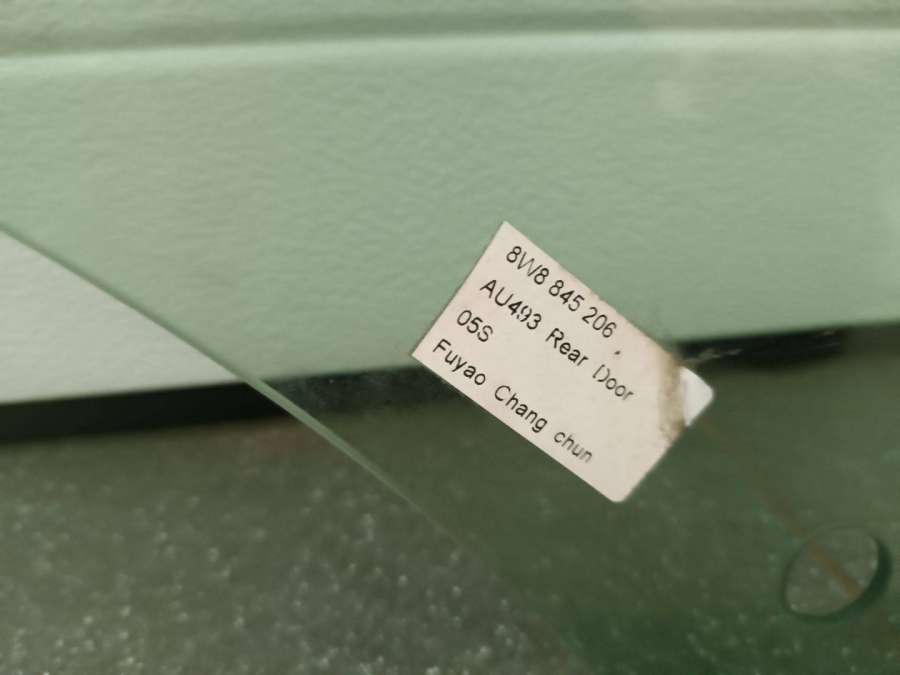 8W8 845 206
AU493 Rear Door
05S
Fuyao Chang chun